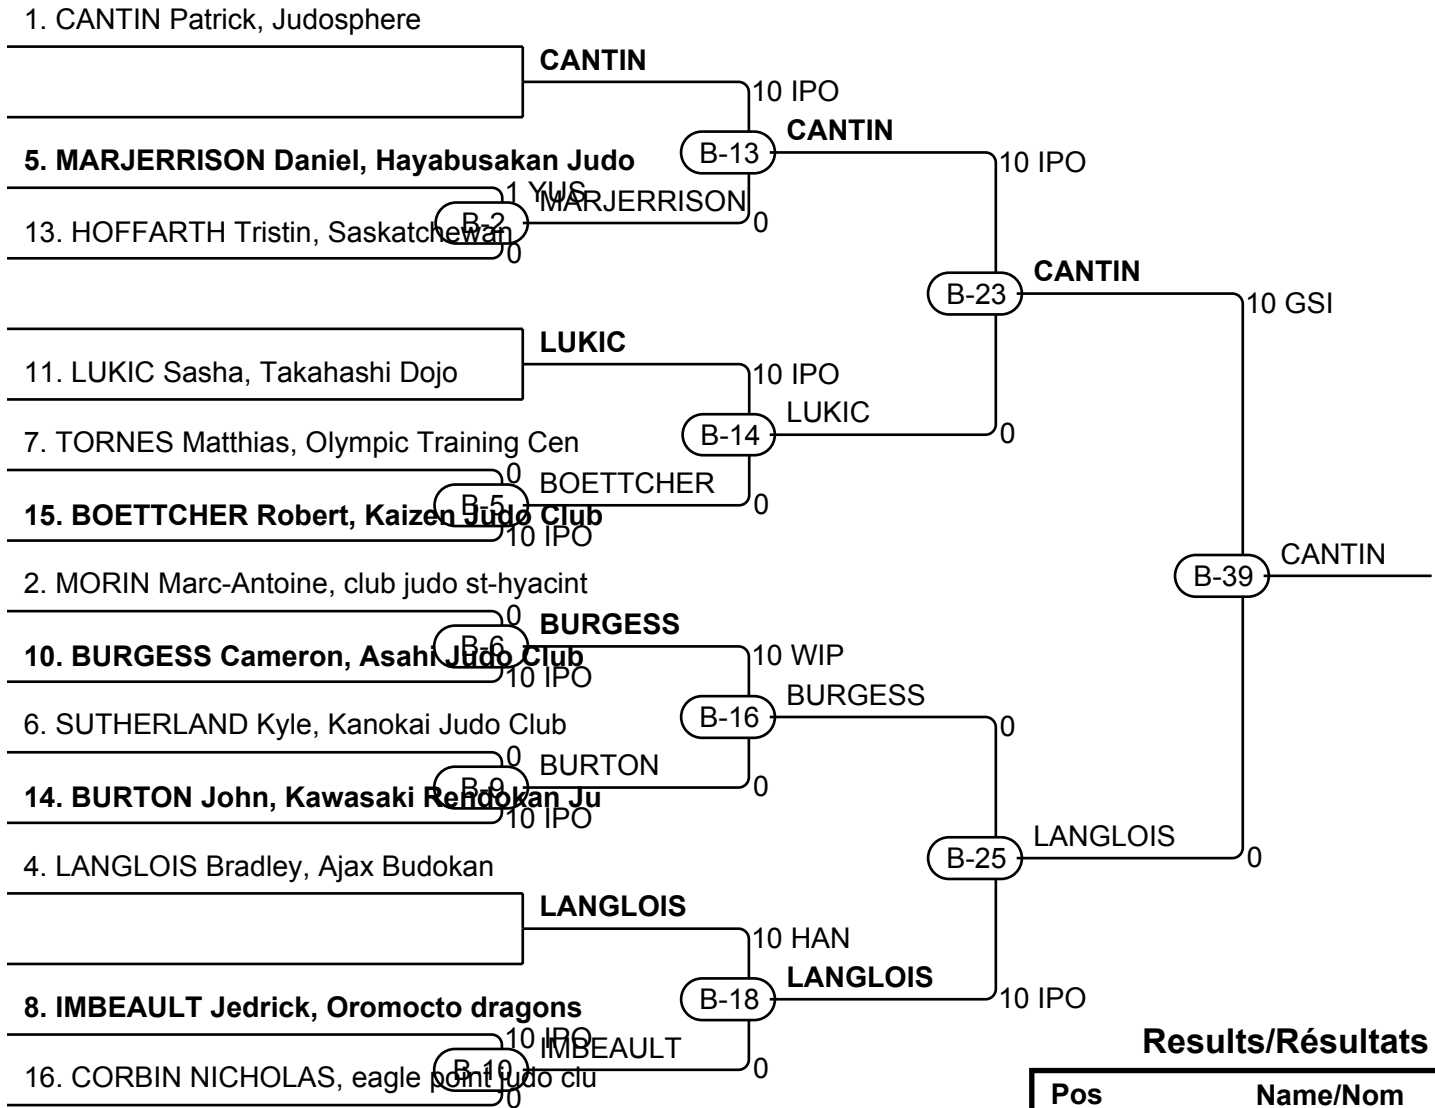 1. CANTIN Patrick, Judosphere
CANTIN
10 IPO
CANTIN
B-13
5. MARJERRISON Daniel, Hayabusakan Judo
10 IPO
1 YUS
MARJERRISON
B-2
0
13. HOFFARTH Tristin, Saskatchewan
0
CANTIN
B-23
10 GSI
LUKIC
11. LUKIC Sasha, Takahashi Dojo
10 IPO
LUKIC
B-14
0
7. TORNES Matthias, Olympic Training Cen
0
BOETTCHER
B-5
0
15. BOETTCHER Robert, Kaizen Judo Club
10 IPO
CANTIN
B-39
2. MORIN Marc-Antoine, club judo st-hyacint
0
BURGESS
B-6
10. BURGESS Cameron, Asahi Judo Club
10 WIP
10 IPO
BURGESS
B-16
0
6. SUTHERLAND Kyle, Kanokai Judo Club
0
BURTON
B-9
0
14. BURTON John, Kawasaki Rendokan Ju
10 IPO
LANGLOIS
B-25
0
4. LANGLOIS Bradley, Ajax Budokan
LANGLOIS
10 HAN
LANGLOIS
B-18
10 IPO
8. IMBEAULT Jedrick, Oromocto dragons
10 IPO
IMBEAULT
B-10
0
16. CORBIN NICHOLAS, eagle point judo clu
0
Results/Résultats
Pos Name/Nom